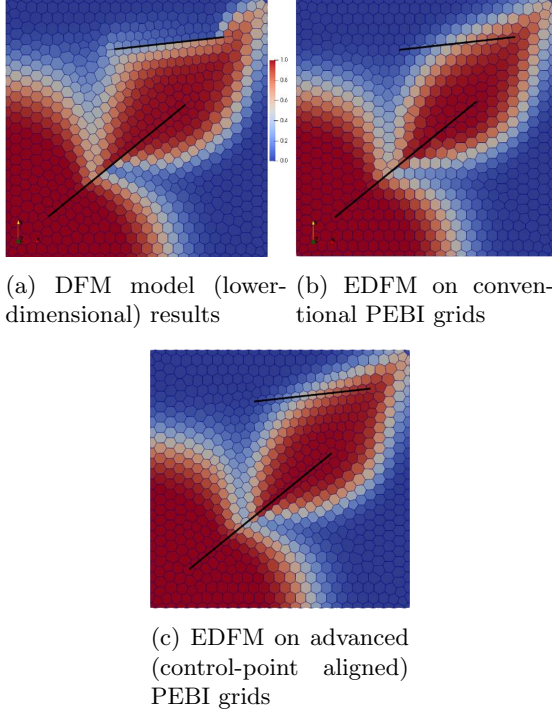 1.0
0.8
0.6
0.4
0.2
0.0
(a) DFM model (lower-
dimensional) results
(b) EDFM on conven-
tional PEBI grids
(c) EDFM on advanced
(control-point aligned)
PEBI grids